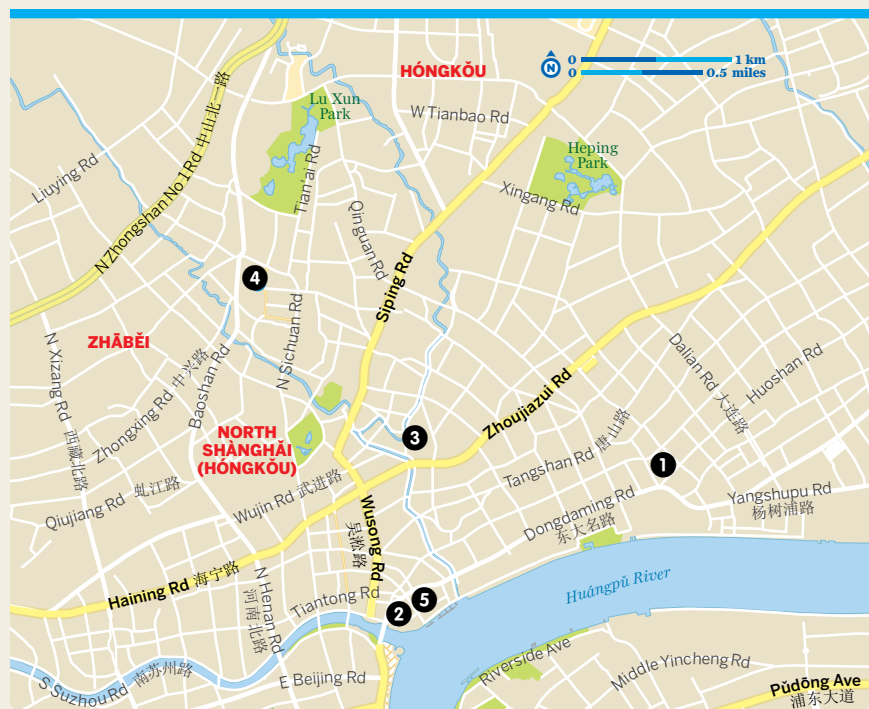 HÓNGKǑU
N
0 1 km
0 0.5 miles
Lu Xun
Park
W Tianbao Rd
Heping
Park
Liuying Rd
N Zhongshan No 1 Rd 中山北一路
Tian'ai Rd
Xingang Rd
Qinguan Rd
4
Siping Rd
N Sichuan Rd
ZHĀBĚI
N Xizang Rd 西藏北路
Zhongxing Rd 中兴路
Baoshan Rd
Dalian Rd 大连路
Huoshan Rd
Zhoujiazui Rd
NORTH
SHÀNGHǍI
(HÓNGKǑU)
3
Tangshan Rd 唐山路
1
Qiujiang Rd 虬江路
Wujin Rd 武进路
Wusong Rd
吴淞路
Dongdaming Rd
东大名路
Yangshupu Rd
杨树浦路
Haining Rd 海宁路
N Henan Rd
河南北路
Tiantong Rd
2
5
Huángpǔ River
S Suzhou Rd 南苏州路
E Beijing Rd
Riverside Ave
Middle Yincheng Rd
Pǔdōng Ave
浦东大道